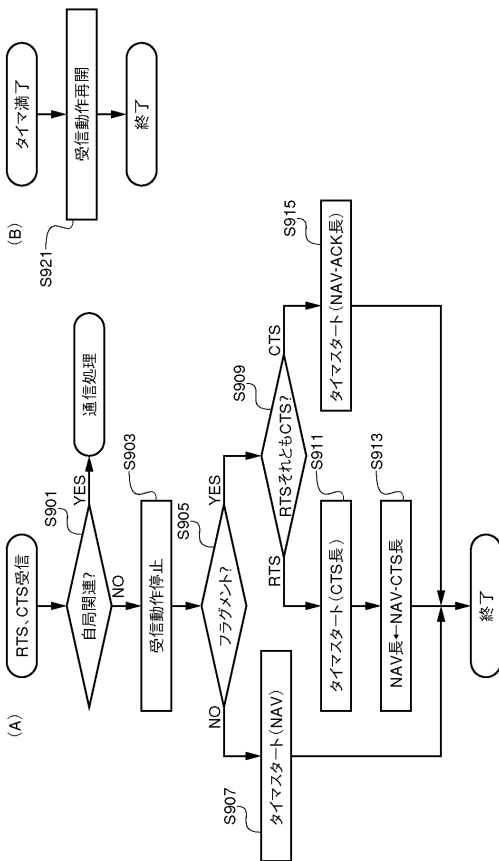 (A)
RTS、CTS受信
S901
自局関連?
YES
通信処理
NO
S903
受信動作停止
S905
フラグメント?
NO
YES
S907
タイマスタート(NAV)
S909
RTSそれともCTS?
RTS
CTS
S911
タイマスタート(CTS長)
S913
NAV長←NAV-CTS長
S915
タイマスタート(NAV-ACK長)
終了
(B)
タイマ満了
S921
受信動作再開
終了